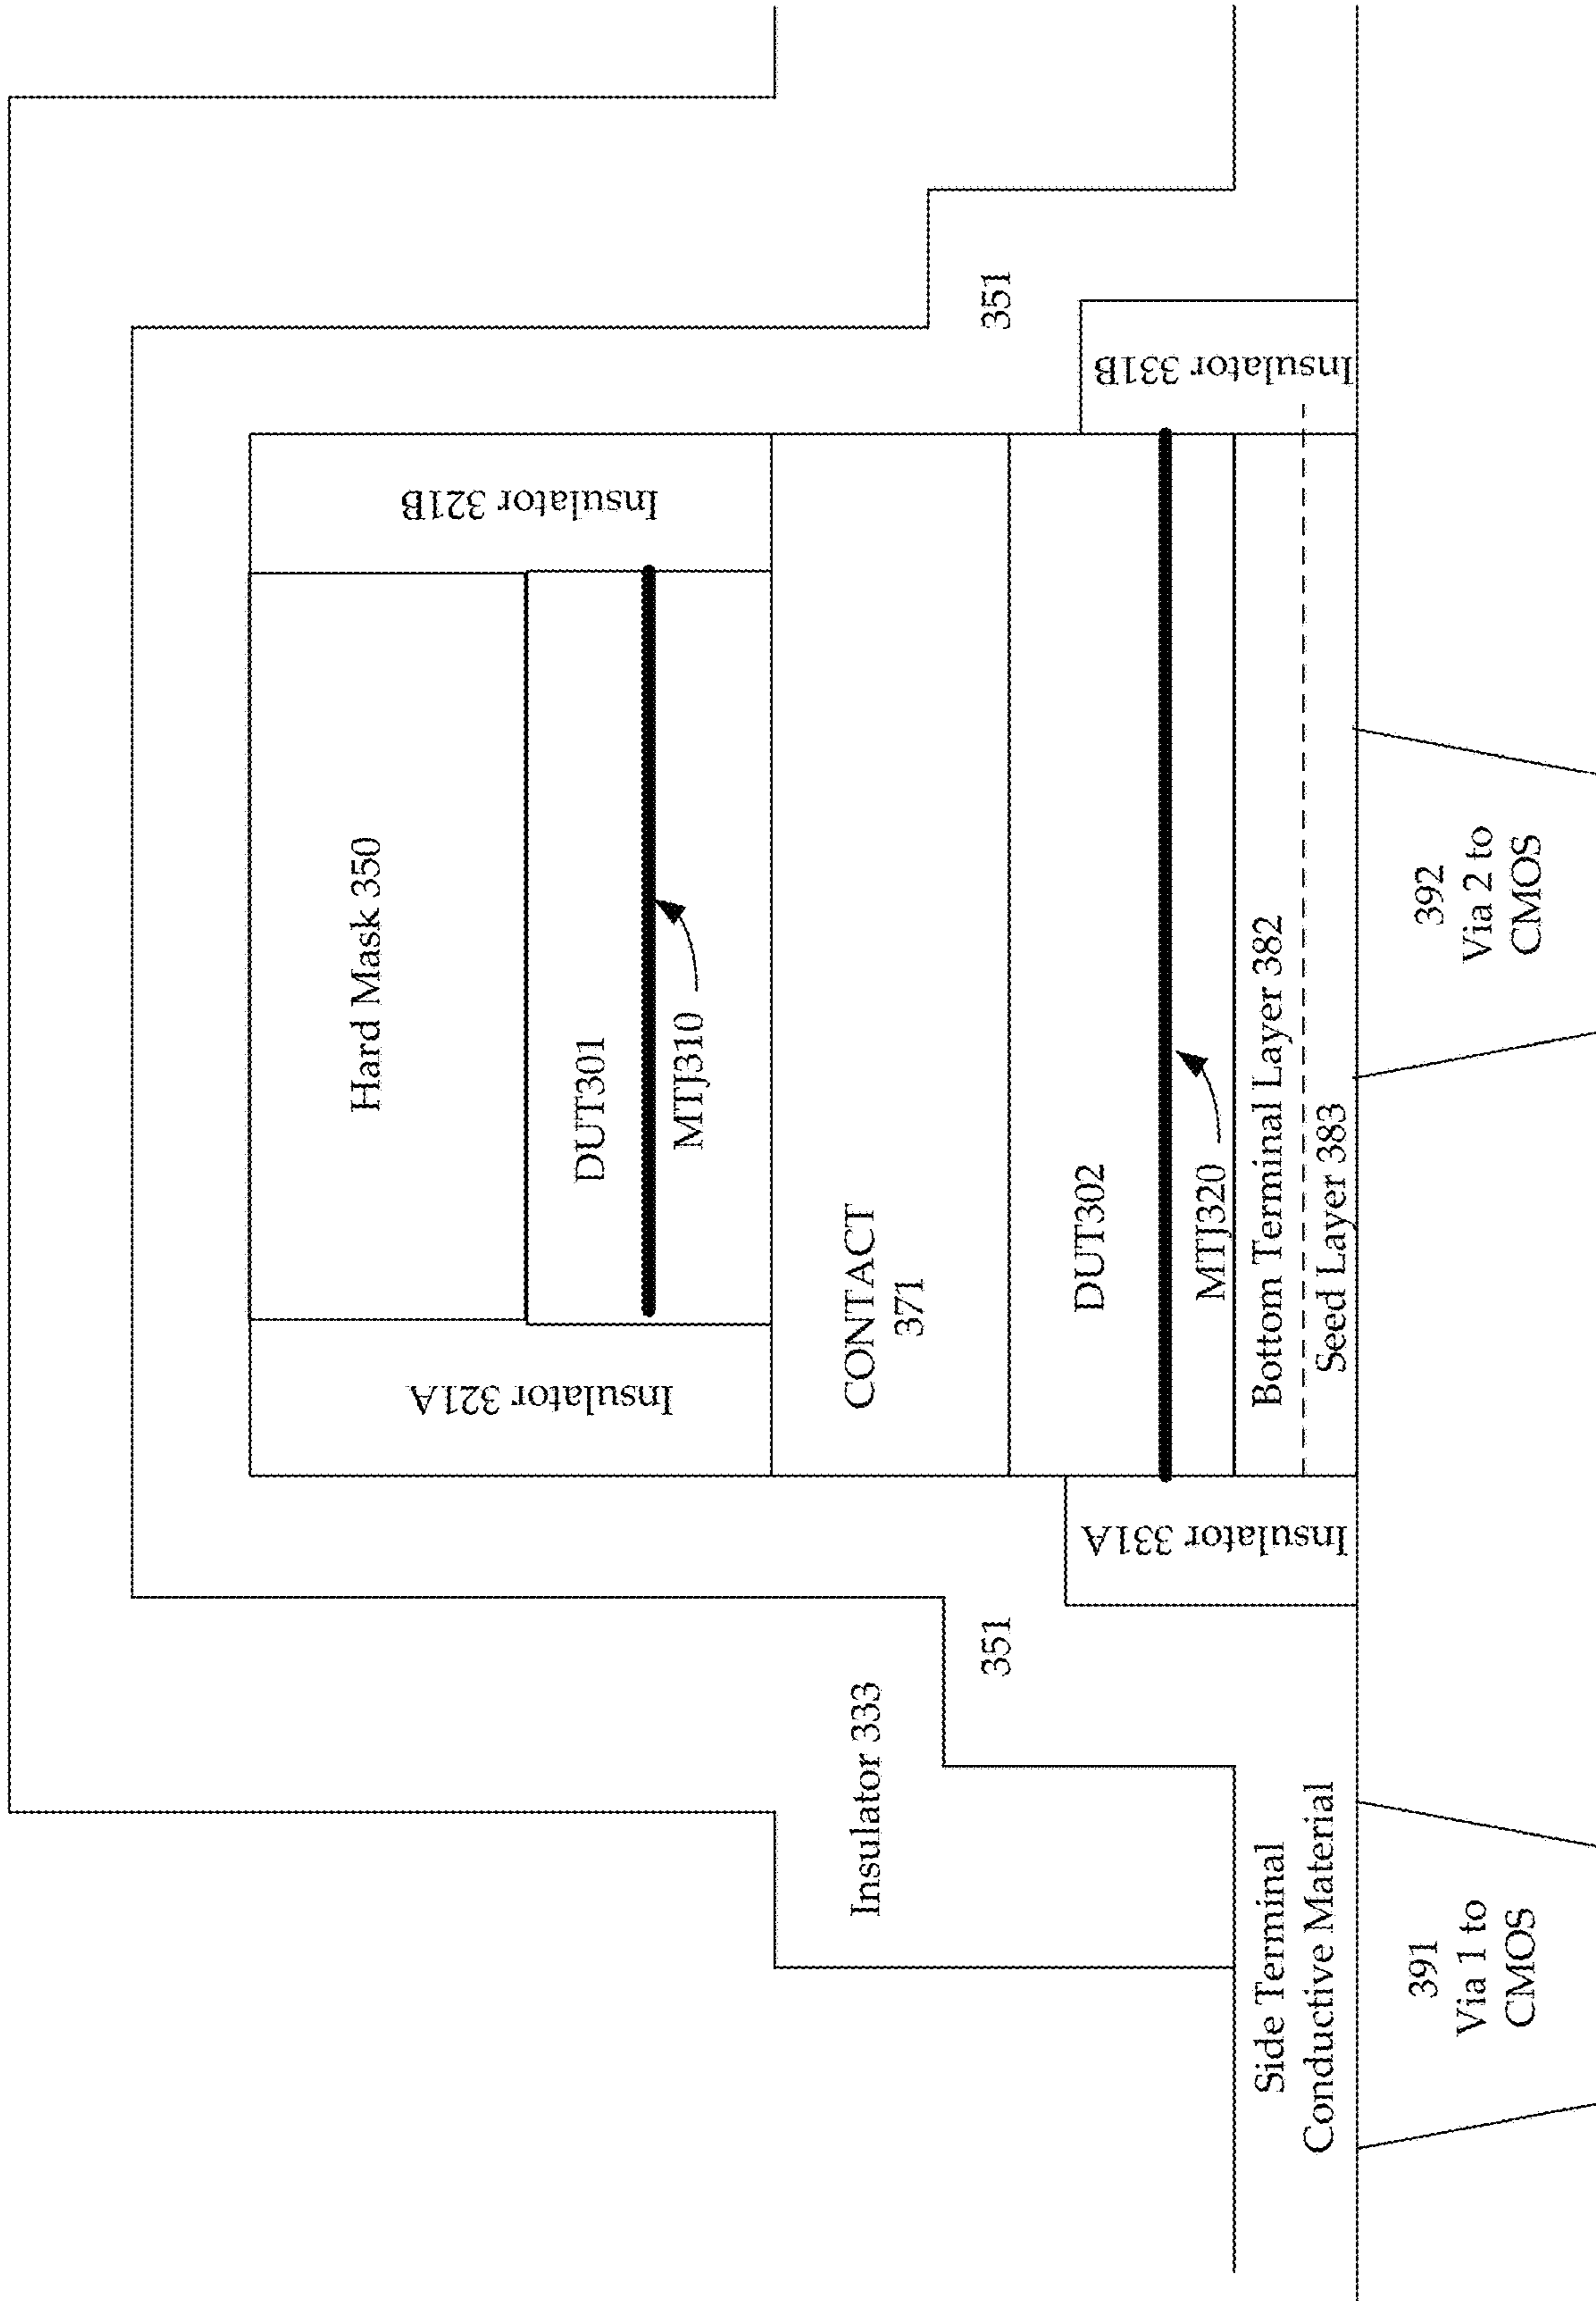 Hard Mask 350
Insulator 321A
Insulator 321B
DUT301
MTJ310
CONTACT
371
Insulator 333
351
351
DUT302
Insulator 331A
Insulator 331B
MTJ320
Bottom Terminal Layer 382
Seed Layer 383
Side Terminal
Conductive Material
391
Via 1 to
CMOS
392
Via 2 to
CMOS